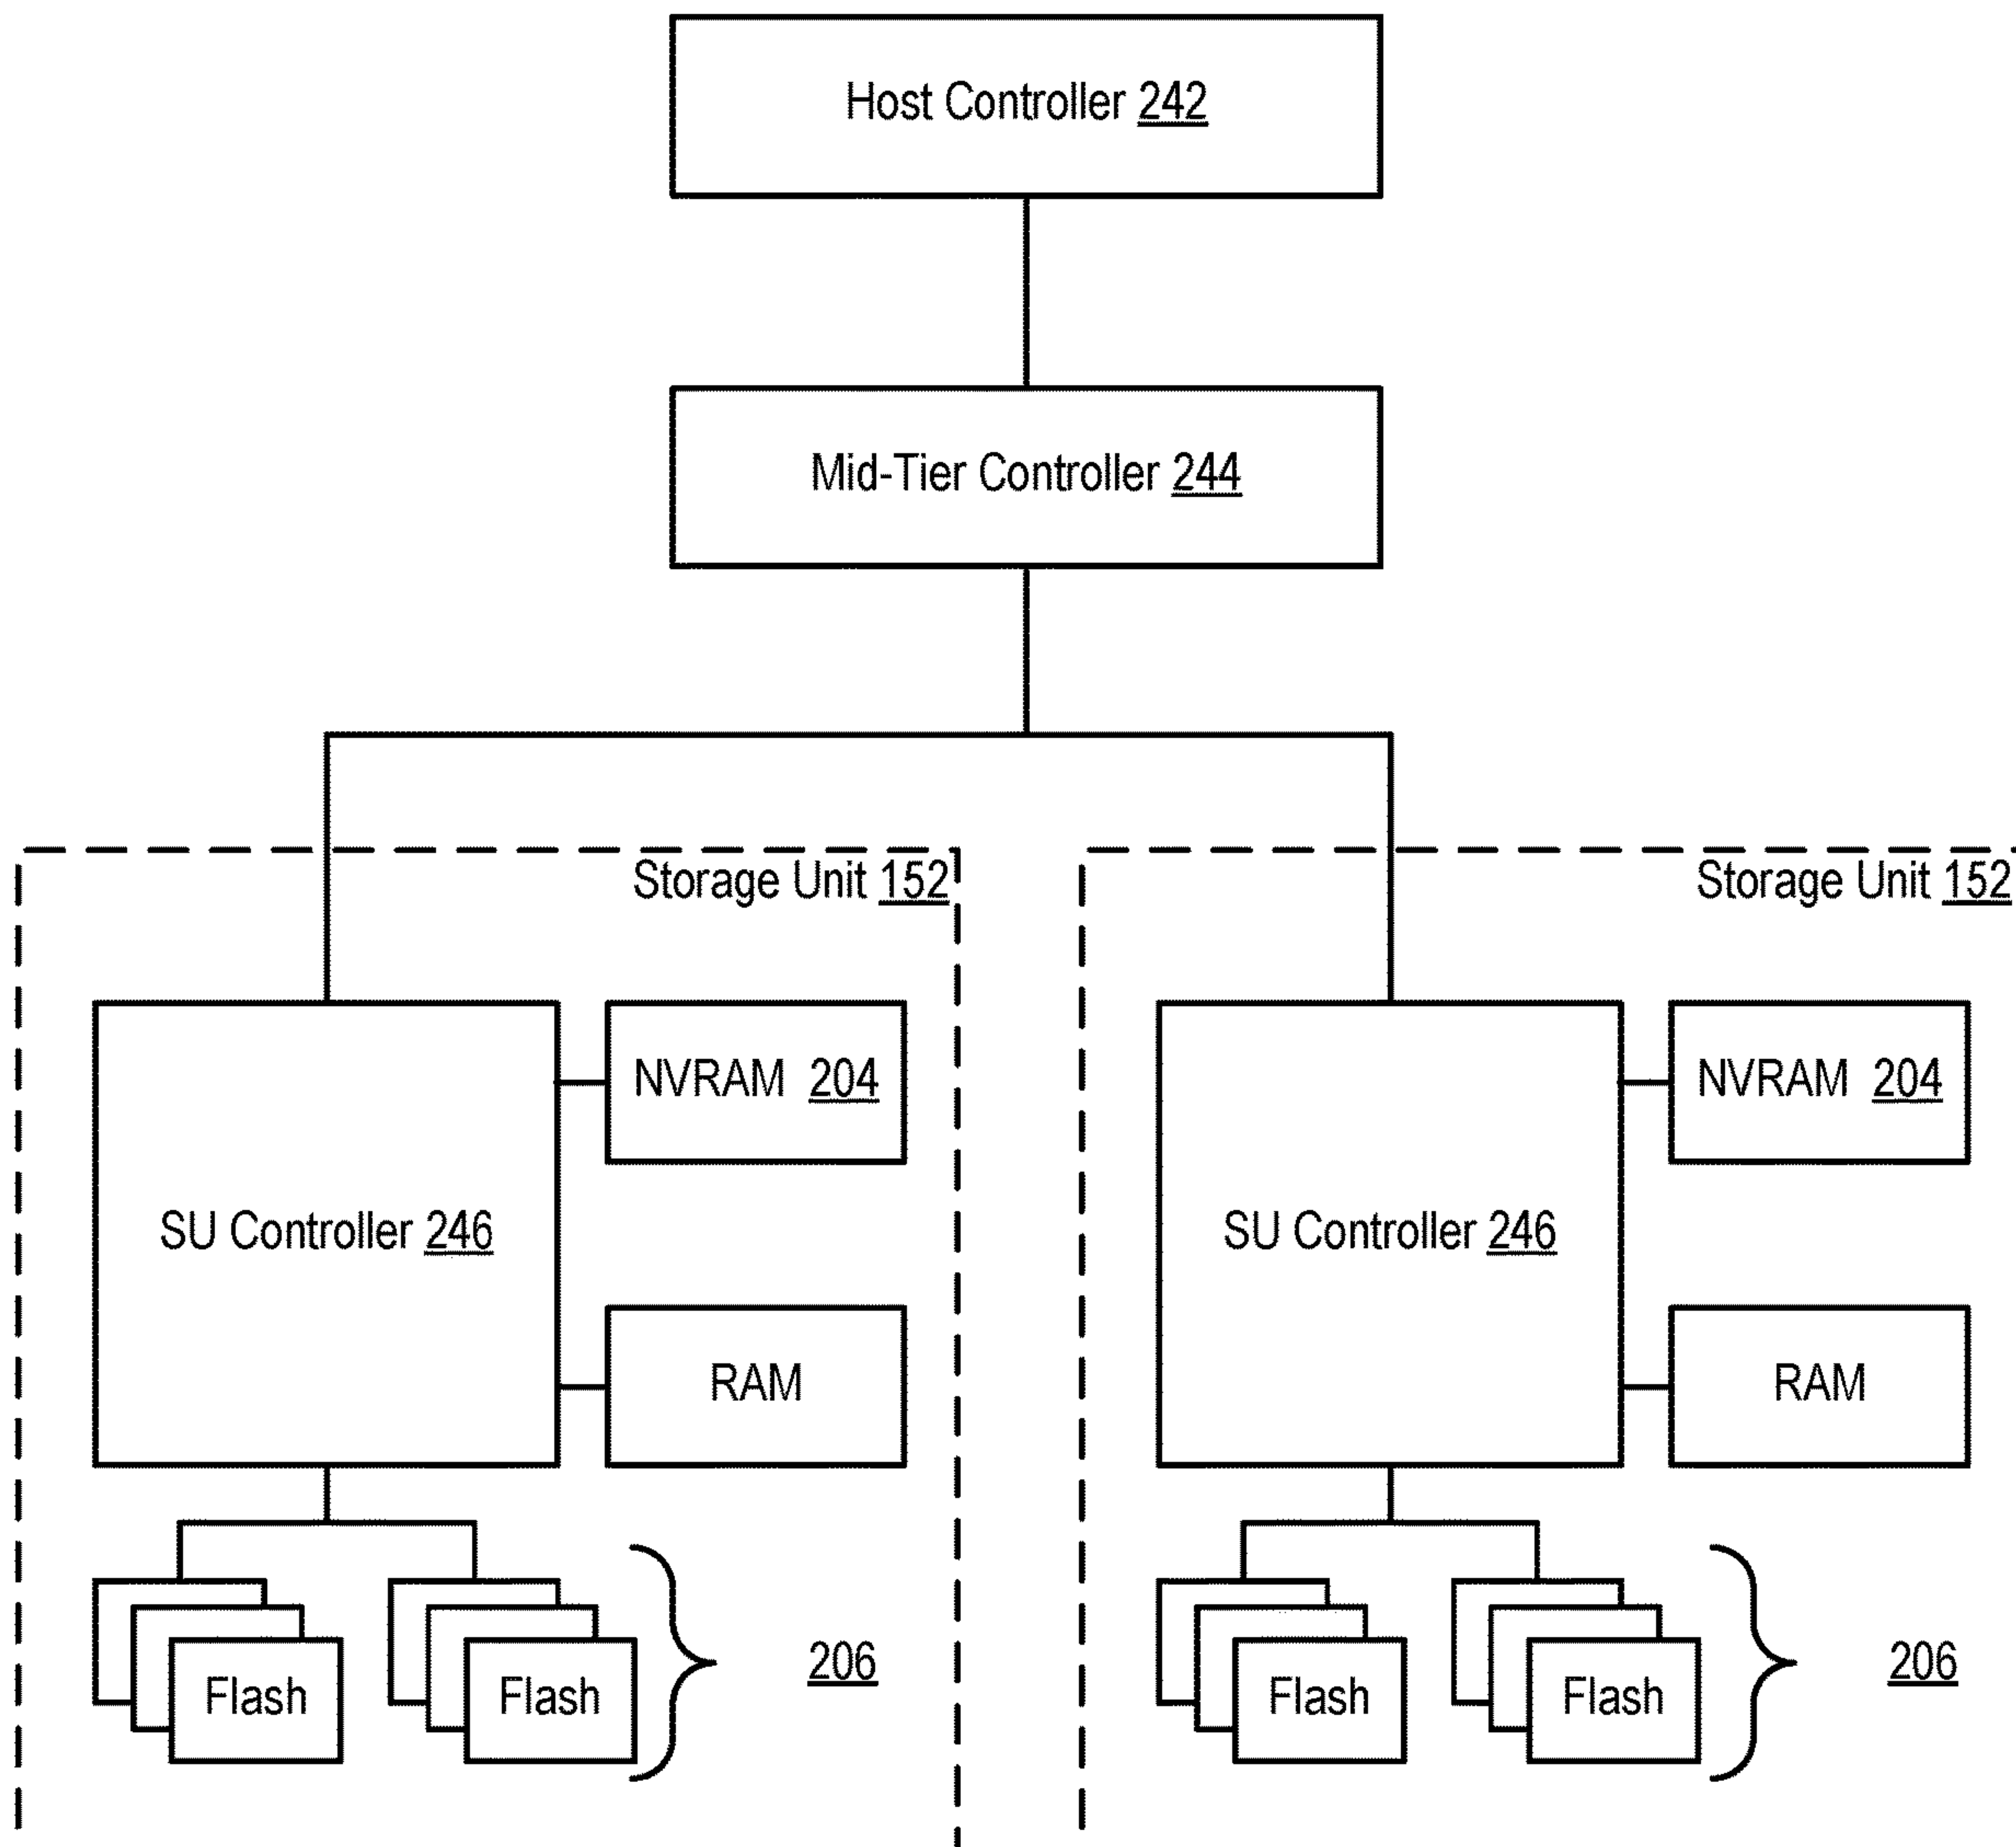 Host Controller 242
Mid-Tier Controller 244
Storage Unit 152
Storage Unit 152
NVRAM 204
NVRAM 204
SU Controller 246
SU Controller 246
RAM
RAM
Flash
Flash
206
Flash
Flash
206